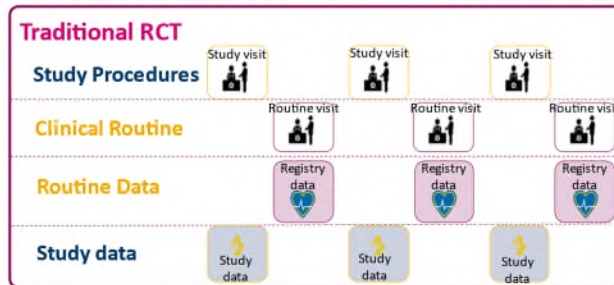 Traditional RCT
Study visit Study visit Study visit
Study Procedures
Routine visit Routine visit Routine visit
Clinical Routine
Registry data Registry data Registry data
Routine Data
Study data
Study data Study data Study data